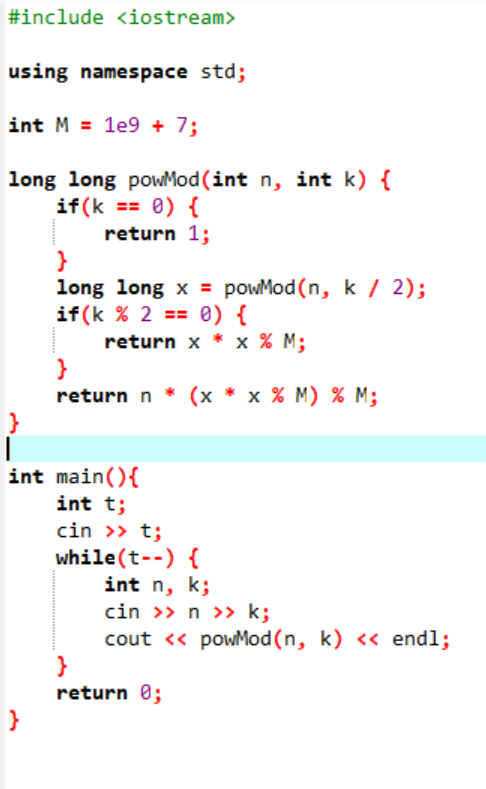 #include <iostream>
using namespace std;
int M = 1e9 + 7;
long long powMod(int n, int k) {
if(k == 0) {
return 1;
}
long long x = powMod(n, k / 2);
if(k % 2 == 0) {
return x * x % M;
}
return n * (x * x % M) % M;
}
int main(){
int t;
cin >> t;
while(t--) {
int n, k;
cin >> n >> k;
cout << powMod(n, k) << endl;
}
return 0;
}